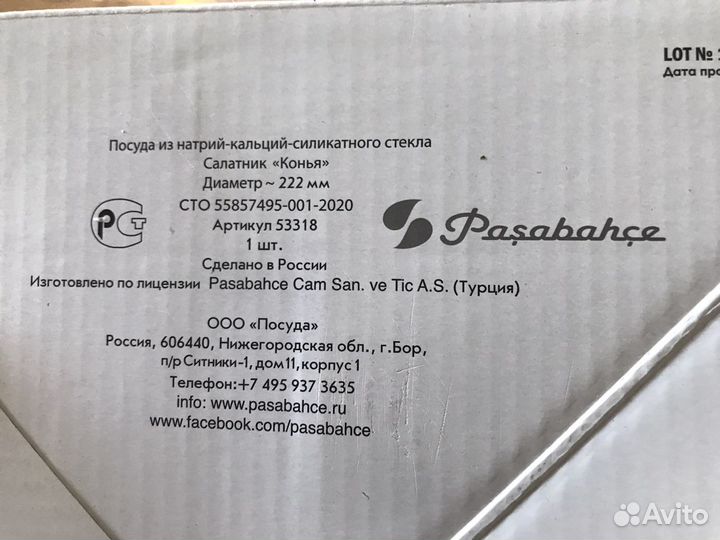 LOT №
Дата
Посуда из натрий-кальций-силикатного стекла
Салатник «Конья»
Диаметр ~ 222 мм
СТО 55857495-001-2020
Артикул 53318
1 шт.
Сделано в России
Изготовлено по лицензии Pasabahce Cam San. ve Tic A.S. (Турция)
РСТ
Paşabahçe
ООО «Посуда»
Россия, 606440, Нижегородская обл., г.Бор,
п/р Ситники-1, дом 11, корпус 1
Телефон:+7 495 937 3635
info: www.pasabahce.ru
www.facebook.com/pasabahce
Avito